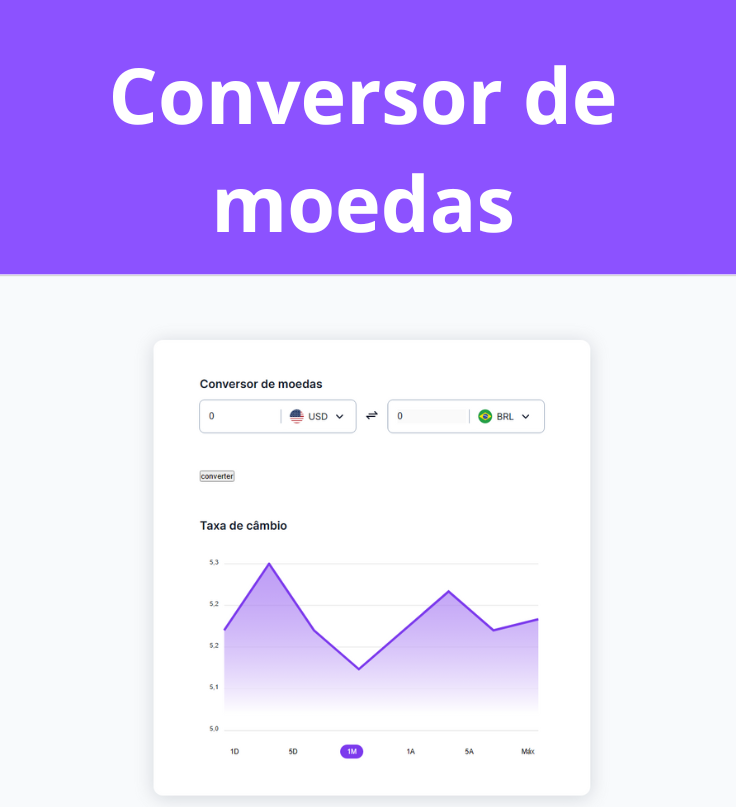 Conversor de
moedas
Conversor de moedas
0 USD
0 BRL
converter
Taxa de câmbio
5,3
5,2
5,2
5,1
5,0
1D 5D 1M 1A 5A Máx